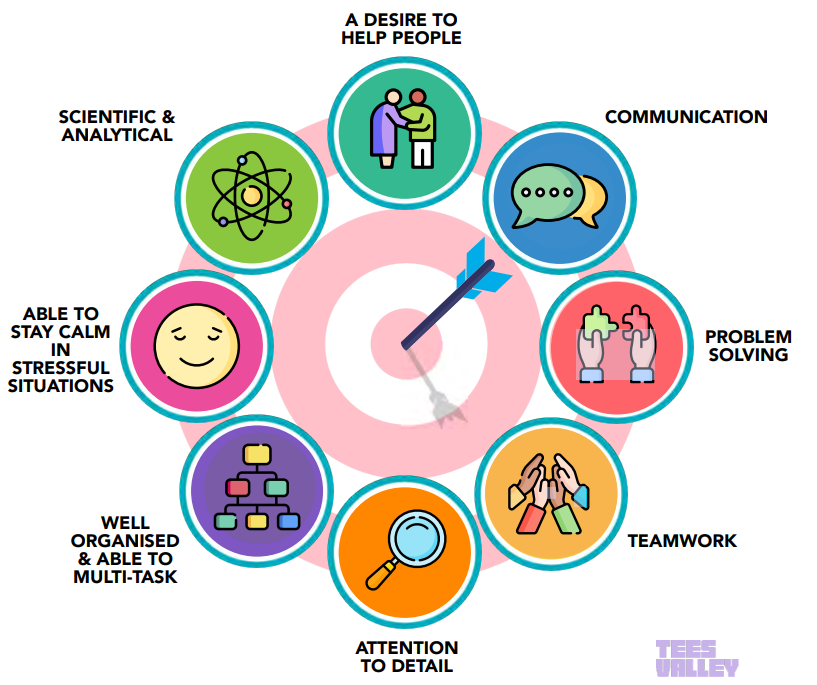 A DESIRE TO
HELP PEOPLE
COMMUNICATION
PROBLEM
SOLVING
TEAMWORK
ATTENTION
TO DETAIL
WELL
ORGANISED
& ABLE TO
MULTI-TASK
ABLE TO
STAY CALM
IN
STRESSFUL
SITUATIONS
SCIENTIFIC &
ANALYTICAL
TEES
VALLEY